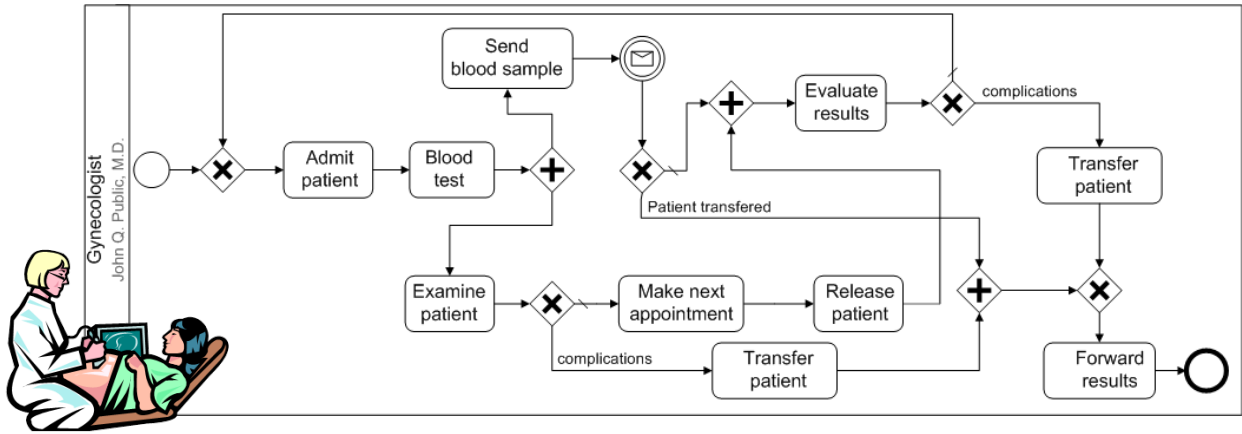 Gynecologist
John Q. Public, M.D.
Send
blood sample
Evaluate
results
complications
Admit
patient
Blood
test
Transfer
patient
Patient transfered
Examine
patient
Make next
appointment
Release
patient
complications
Transfer
patient
Forward
results